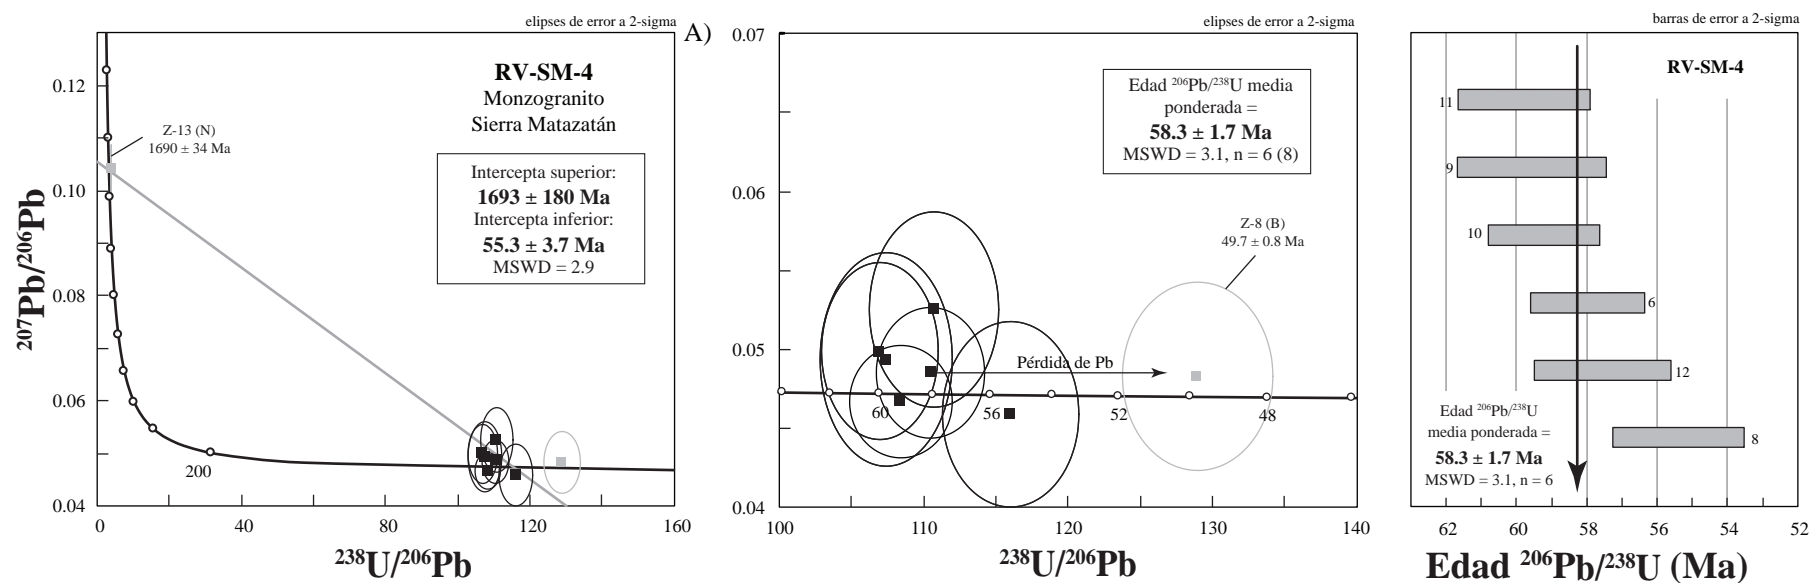 elipses de error a 2-sigma
A)
RV-SM-4
Monzogranito
Sierra Matazatán
Z-13 (N)
1690 ± 34 Ma
Intercepta superior:
1693 ± 180 Ma
Intercepta inferior:
55.3 ± 3.7 Ma
MSWD = 2.9
200
0.12
0.10
0.08
0.06
0.04
207Pb/206Pb
0
40
80
120
160
238U/206Pb
elipses de error a 2-sigma
0.07
0.06
0.05
0.04
Edad 206Pb/238U media
ponderada =
58.3 ± 1.7 Ma
MSWD = 3.1, n = 6 (8)
Z-8 (B)
49.7 ± 0.8 Ma
Pérdida de Pb
60
56
52
48
100
110
120
130
140
238U/206Pb
barras de error a 2-sigma
RV-SM-4
11
9
10
6
12
8
Edad 206Pb/238U
media ponderada =
58.3 ± 1.7 Ma
MSWD = 3.1, n = 6
62
60
58
56
54
52
Edad 206Pb/238U (Ma)